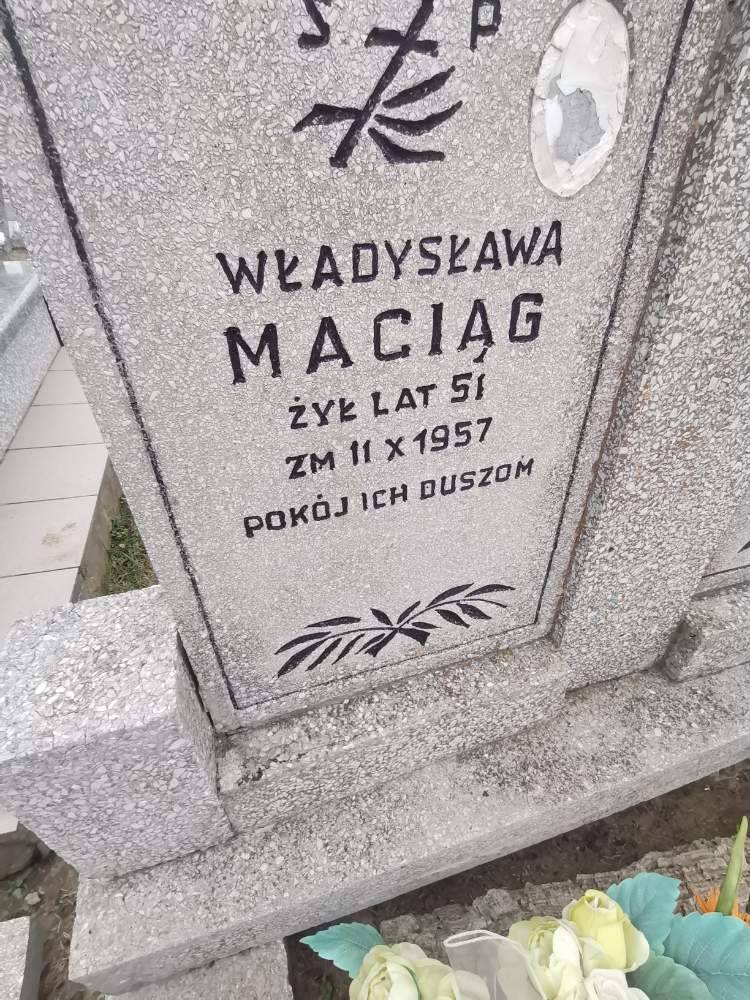 Ś P
WŁADYSŁAWA
MACIĄG
ŻYŁ LAT 51
ZM 11 X 1957
POKÓJ ICH DUSZOM